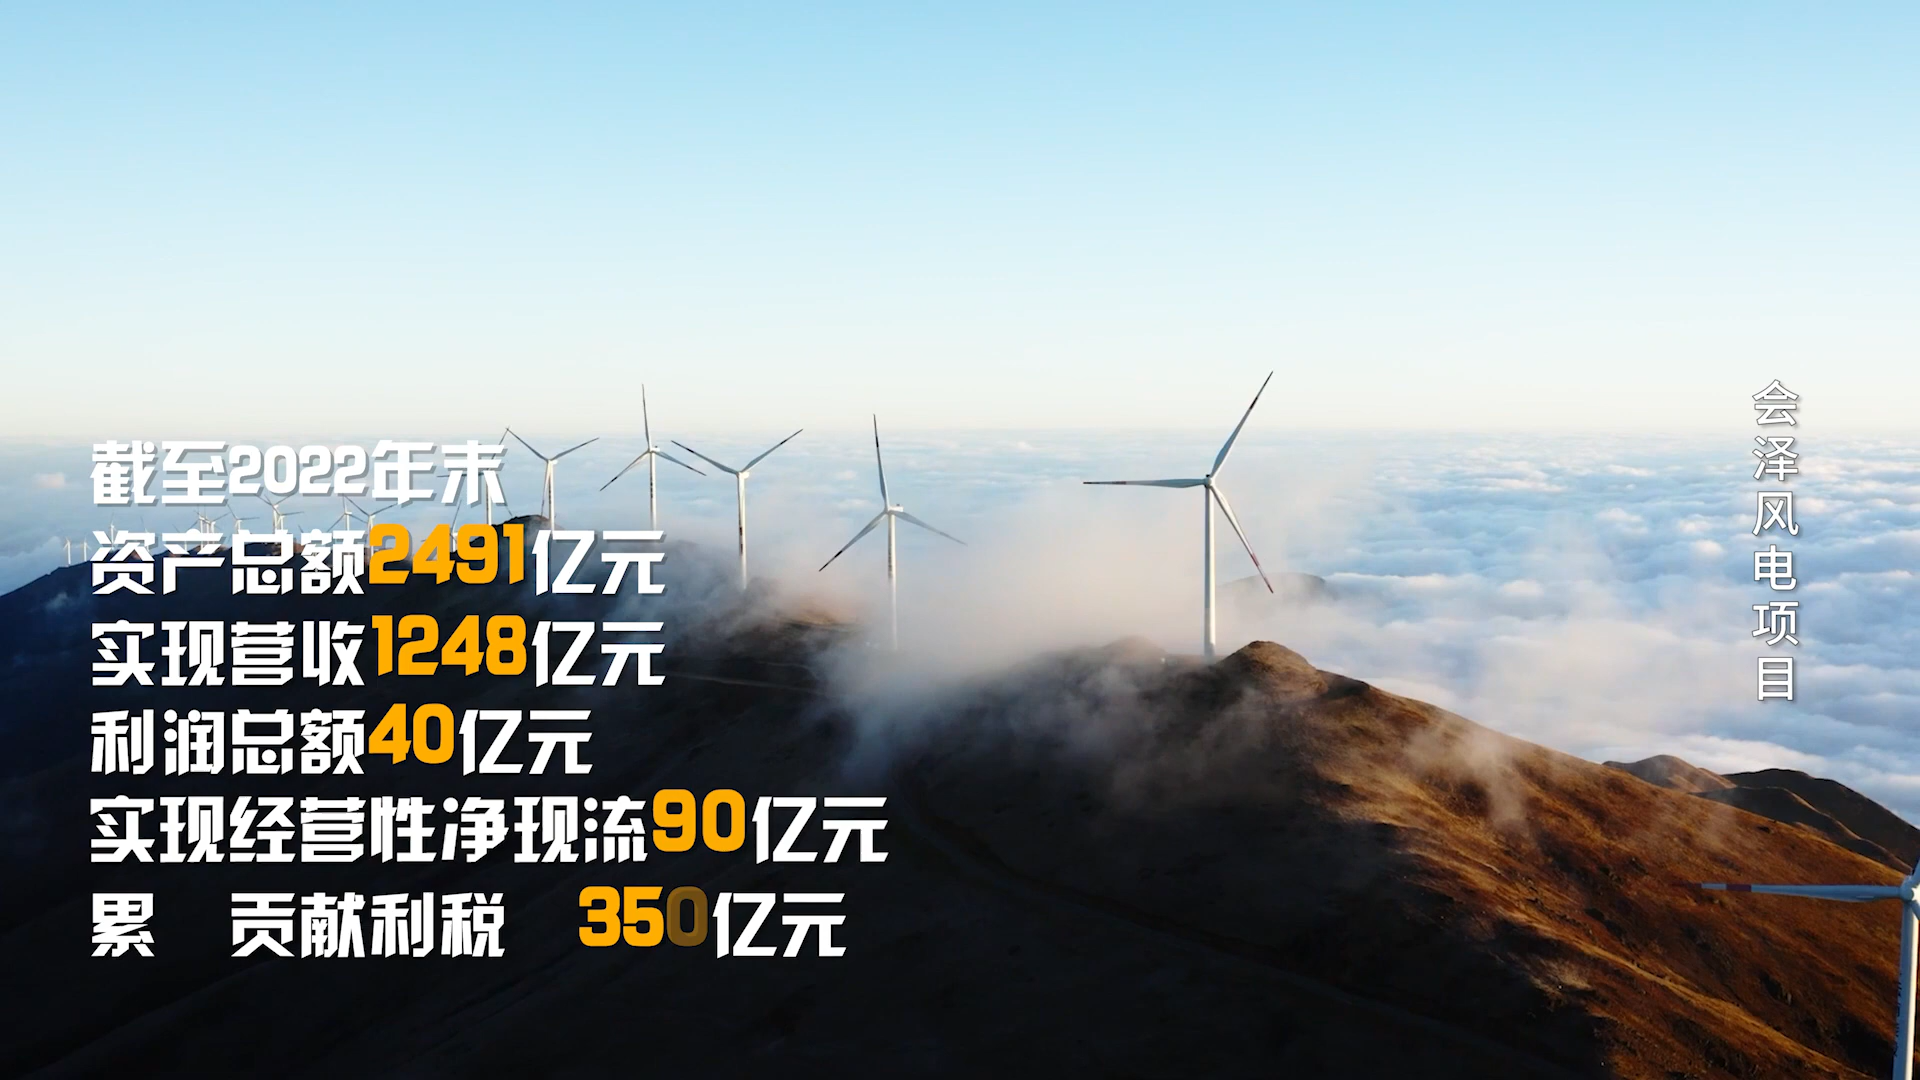 截至2022年末
资产总额2491亿元
实现营收1248亿元
利润总额40亿元
实现经营性净现流90亿元
累 贡献利税 350亿元
会泽风电项目